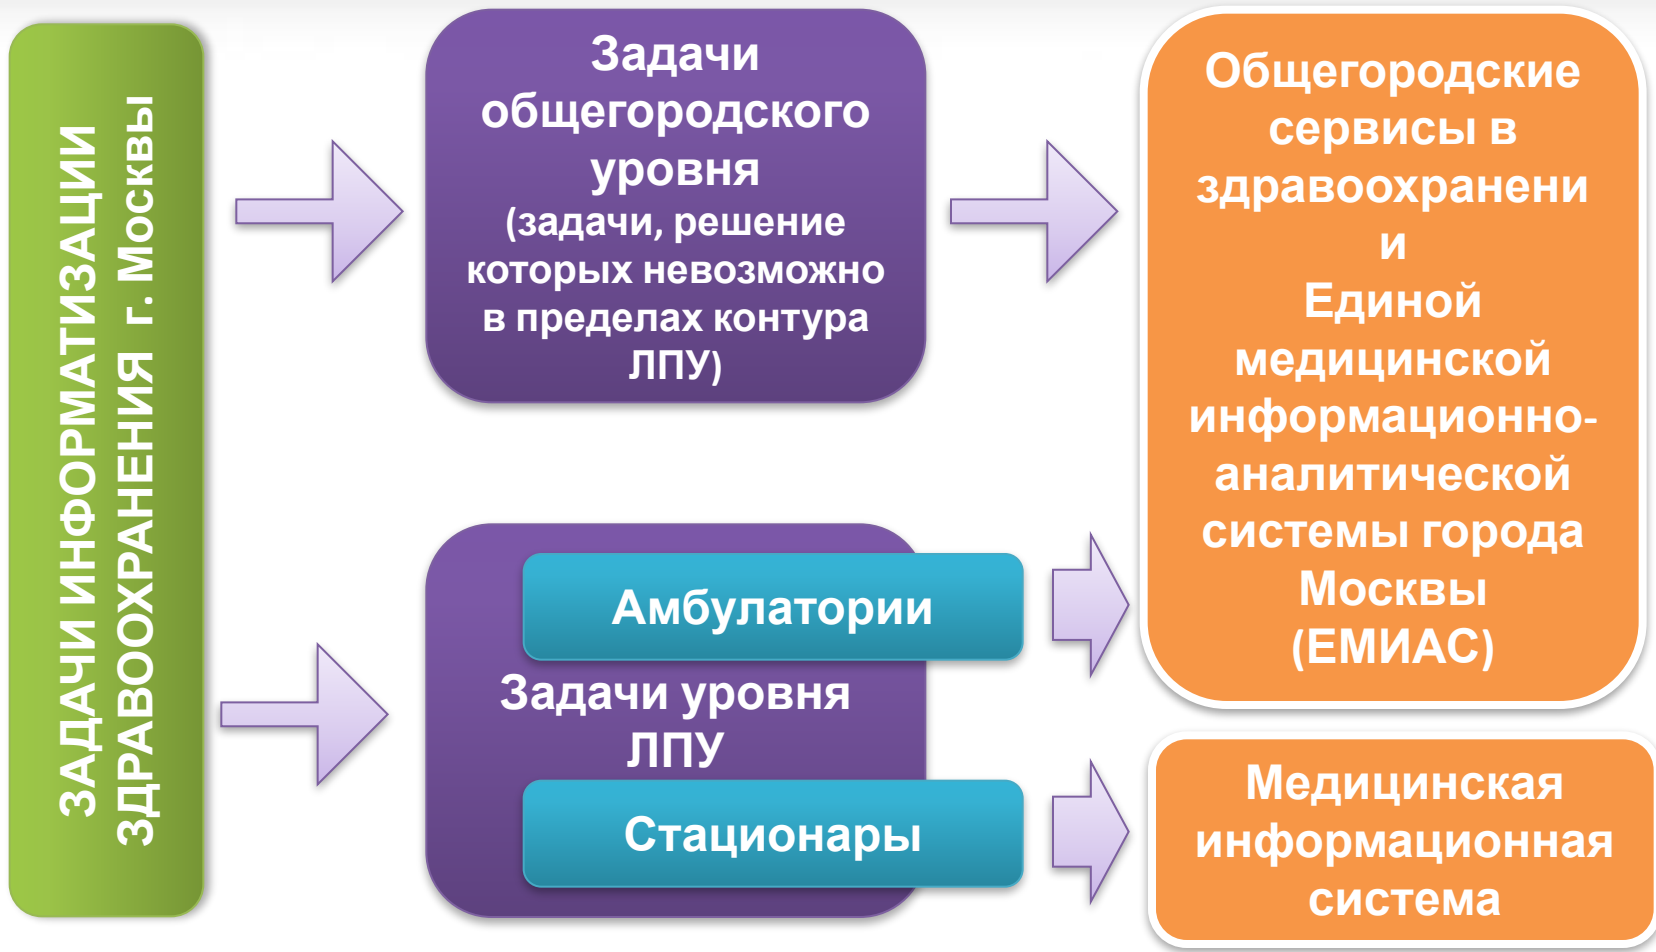 ЗАДАЧИ ИНФОРМАТИЗАЦИИ
ЗДРАВООХРАНЕНИЯ г. Москвы
Задачи
общегородского
уровня
(задачи, решение
которых невозможно
в пределах контура
ЛПУ)
Общегородские
сервисы в
здравоохранени
и
Единой
медицинской
информационно-
аналитической
системы города
Москвы
(ЕМИАС)
Амбулатории
Задачи уровня
ЛПУ
Стационары
Медицинская
информационная
система